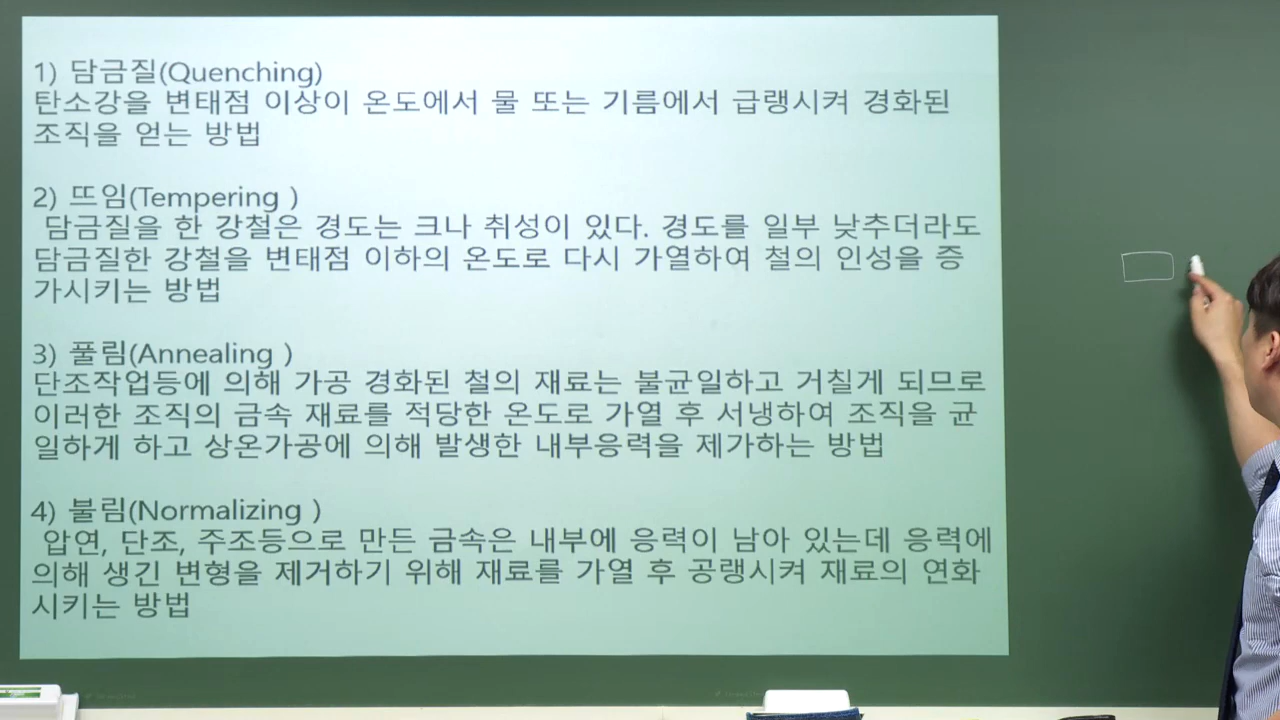 1) 담금질(Quenching)
탄소강을 변태점 이상이 온도에서 물 또는 기름에서 급랭시켜 경화된
조직을 얻는 방법
2) 뜨임(Tempering )
담금질을 한 강철은 경도는 크나 취성이 있다. 경도를 일부 낮추더라도
담금질한 강철을 변태점 이하의 온도로 다시 가열하여 철의 인성을 증
가시키는 방법
3) 풀림(Annealing )
단조작업등에 의해 가공 경화된 철의 재료는 불균일하고 거칠게 되므로
이러한 조직의 금속 재료를 적당한 온도로 가열 후 서냉하여 조직을 균
일하게 하고 상온가공에 의해 발생한 내부응력을 제가하는 방법
4) 불림(Normalizing )
압연, 단조, 주조등으로 만든 금속은 내부에 응력이 남아 있는데 응력에
의해 생긴 변형을 제거하기 위해 재료를 가열 후 공랭시켜 재료의 연화
시키는 방법